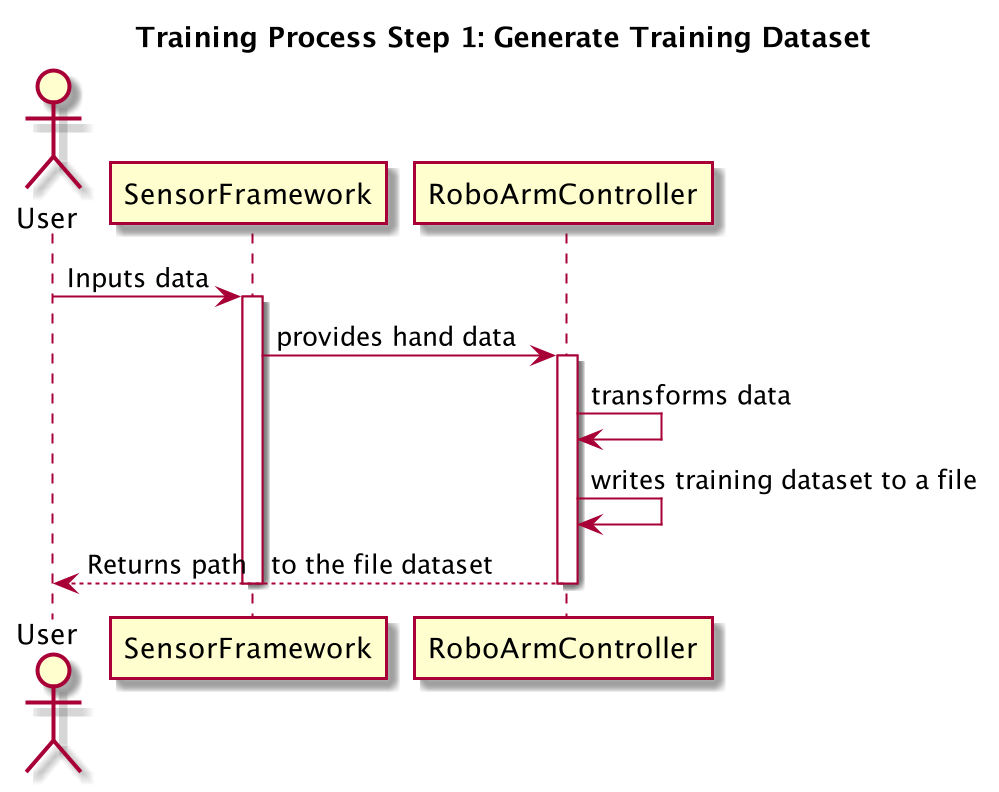 Training Process Step 1: Generate Training Dataset
User
SensorFramework
RoboArmController
Inputs data
provides hand data
transforms data
writes training dataset to a file
Returns path to the file dataset
User
SensorFramework
RoboArmController